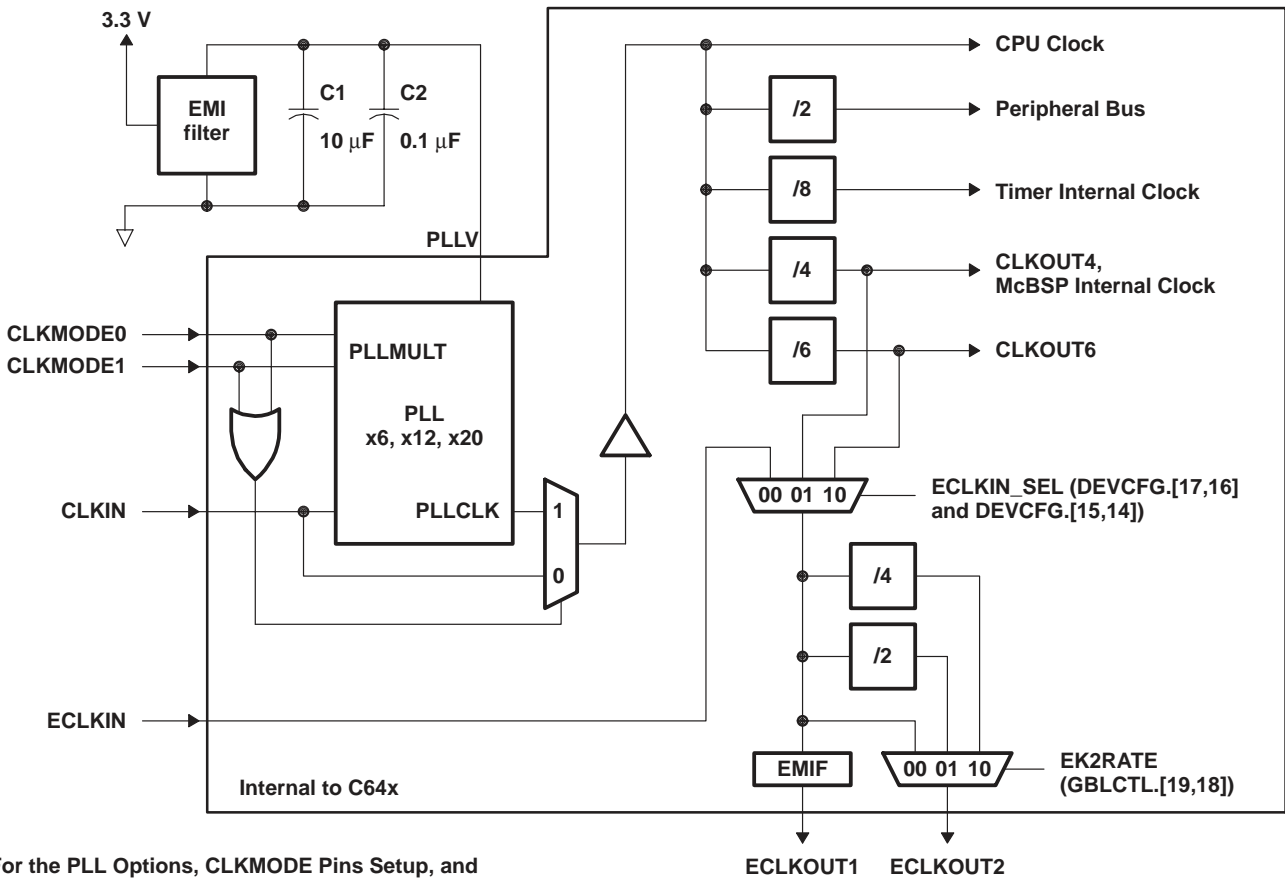 3.3 V
CPU Clock
EMI
filter
C1
C2
10 μF
0.1 μF
/2
Peripheral Bus
/8
Timer Internal Clock
PLLV
/4
CLKOUT4,
McBSP Internal Clock
CLKMODE0
CLKMODE1
PLLMULT
/6
CLKOUT6
PLL
x6, x12, x20
00 01 10
ECLKIN_SEL (DEVCFG.[17,16]
and DEVCFG.[15,14])
CLKIN
PLLCLK
1
0
/4
/2
ECLKIN
EMIF
00 01 10
EK2RATE
(GBLCTL.[19,18])
Internal to C64x
ECLKOUT1
ECLKOUT2
or the PLL Options, CLKMODE Pins Setup, and